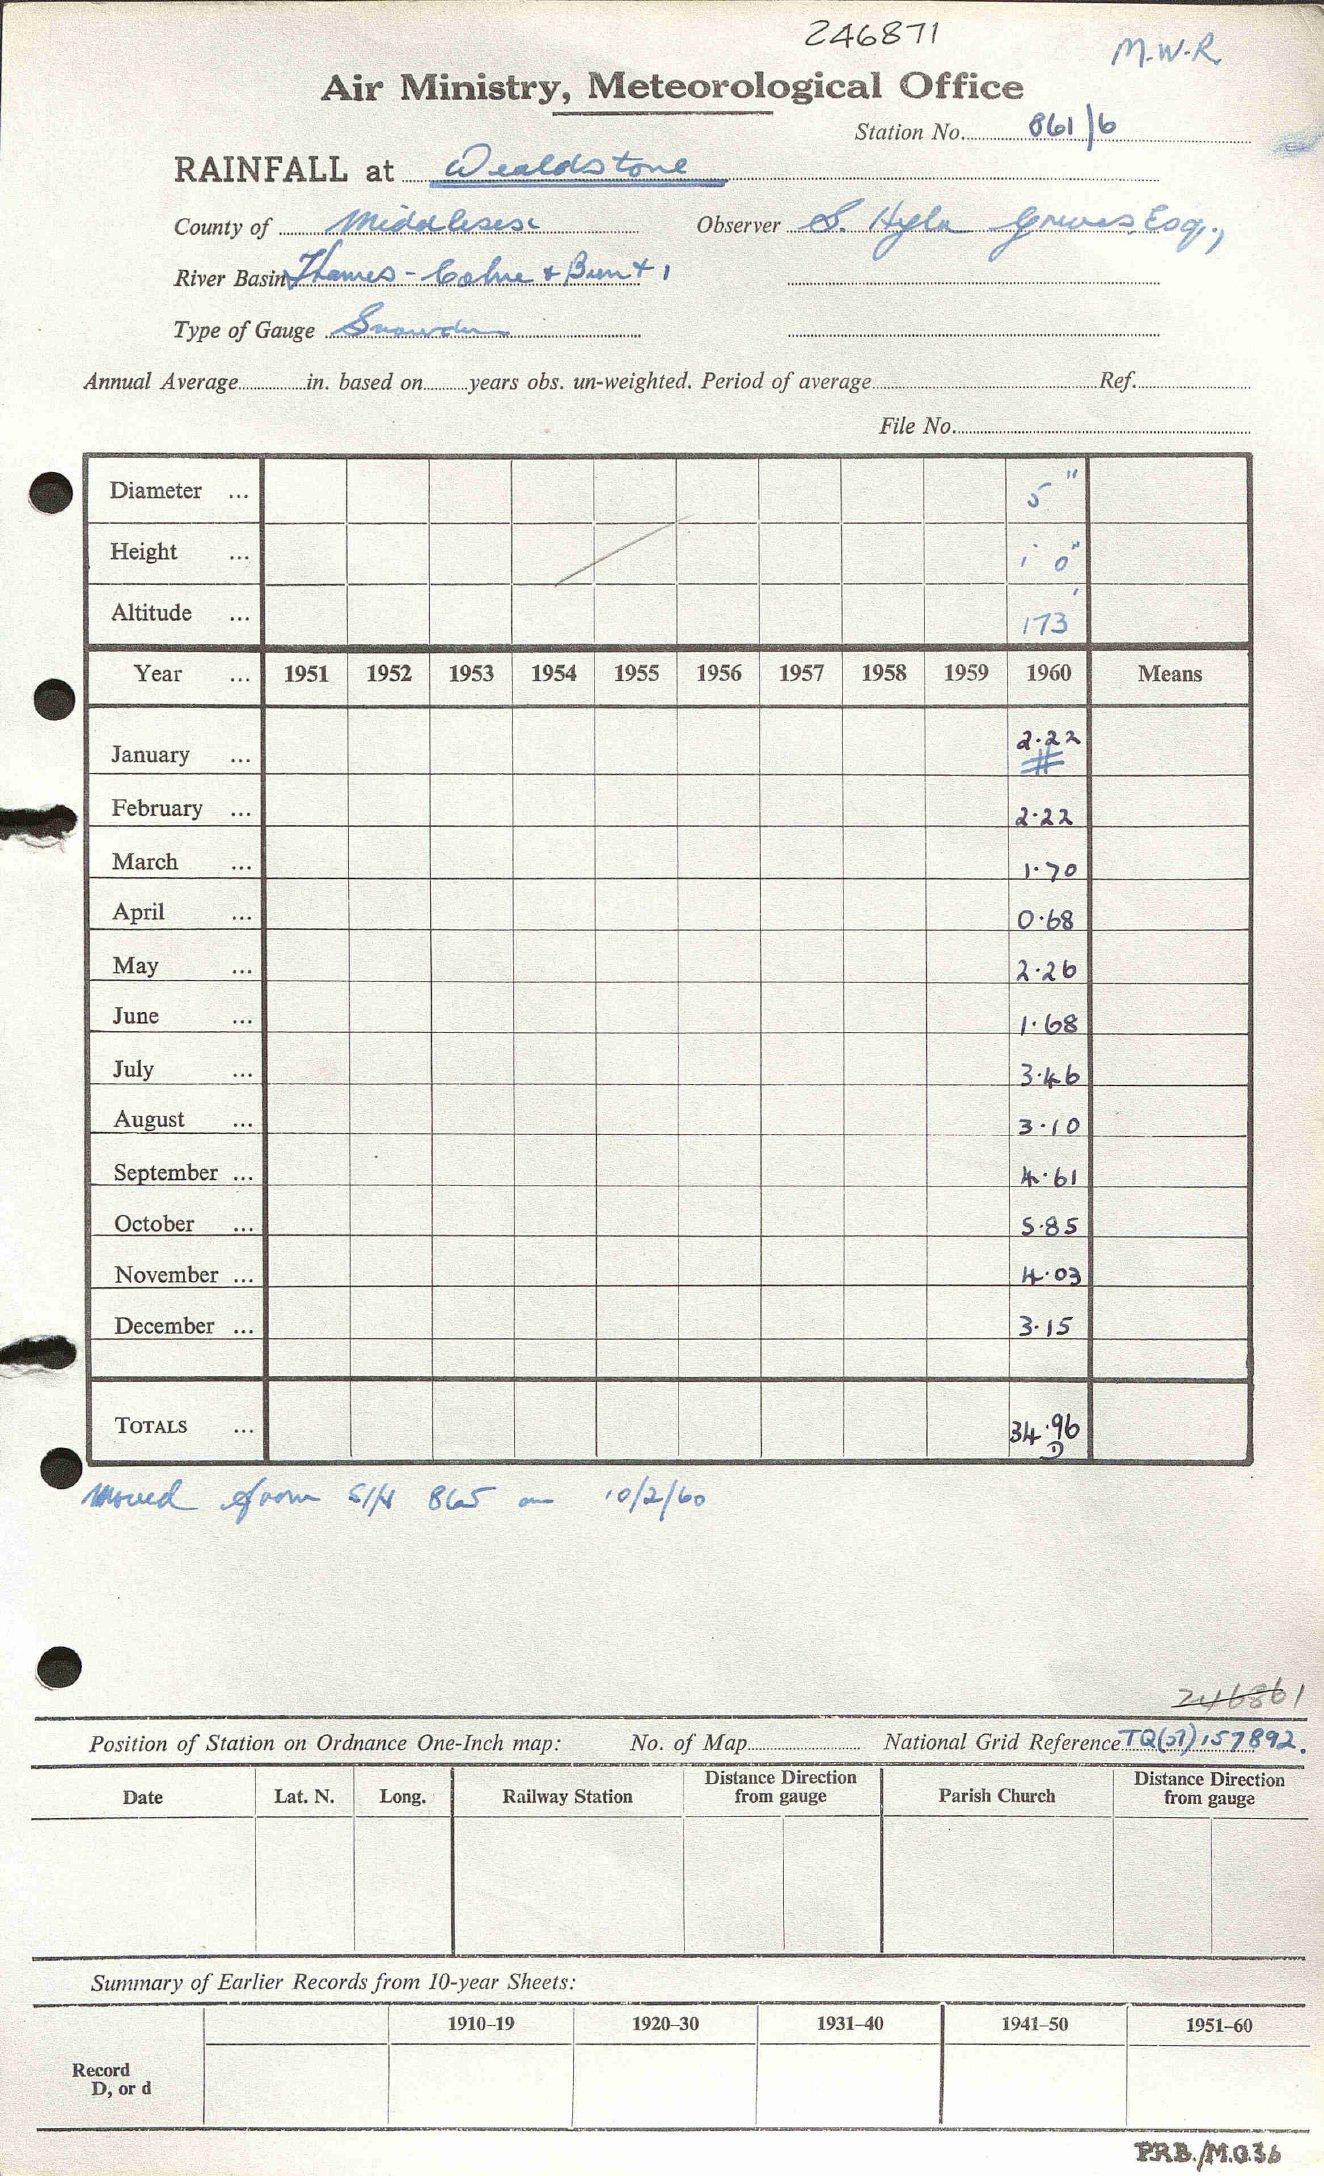 246871
M.W.R.
Air Ministry, Meteorological Office
Station No. 861/6
RAINFALL at Wealdstone
County of Middlesex Observer S. Hyla Greves, Esq.,
River Basin Thames - Colne + Brent 1
Type of Gauge Snowdon
Annual Average in. based on years obs. un-weighted. Period of average Ref.
File No.
Diameter ... 5"
Height ... 1' 0"
Altitude ... 173'
Year ... 1951 1952 1953 1954 1955 1956 1957 1958 1959 1960 Means
January ... 2.22 #
February ... 2.22
March ... 1.70
April ... 0.68
May ... 2.26
June ... 1.68
July ... 3.46
August ... 3.10
September ... 4.61
October ... 5.85
November ... 4.03
December ... 3.15
TOTALS ... 34.96
D
Moved from S/N 865 on 10/2/60
246861
Position of Station on Ordnance One-Inch map: No. of Map National Grid Reference TQ(51)157892.
Date Lat. N. Long. Railway Station Distance Direction from gauge Parish Church Distance Direction from gauge
Summary of Earlier Records from 10-year Sheets:
1910–19 1920–30 1931–40 1941–50 1951–60
Record
D, or d
P.R.B./M.O.36